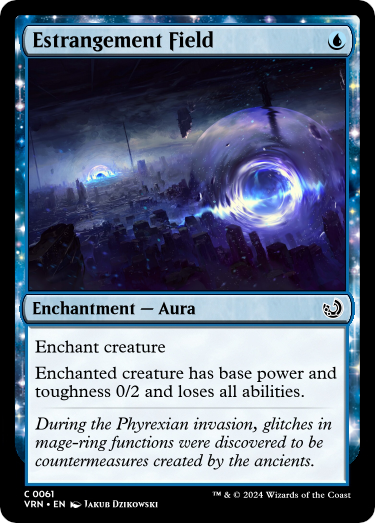 Estrangement Field
Enchantment — Aura
Enchant creature
Enchanted creature has base power and
toughness 0/2 and loses all abilities.
During the Phyrexian invasion, glitches in
mage-ring functions were discovered to be
countermeasures created by the ancients.
C 0061
VRN • EN Jakub Dzikowski
™ & © 2024 Wizards of the Coast